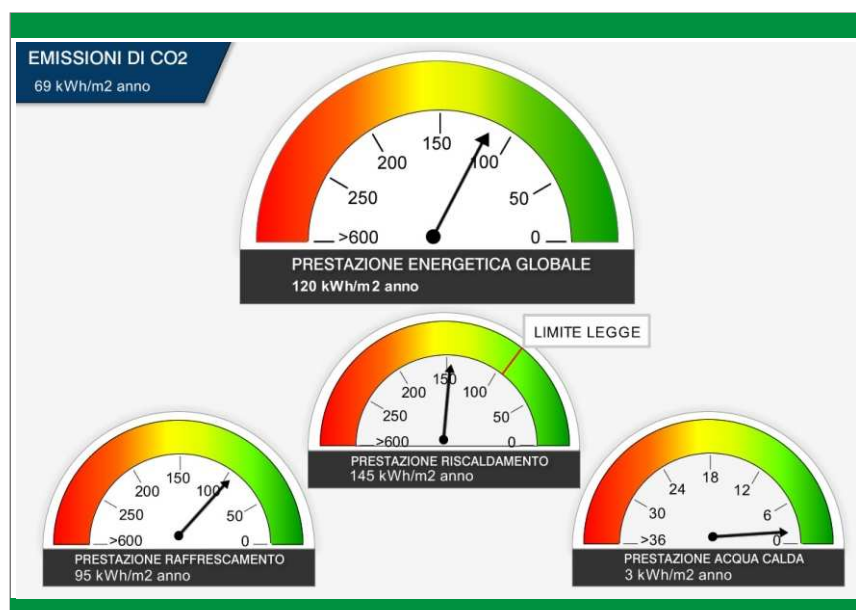 EMISSIONI DI CO2
69 kWh/m2 anno
150
200
100
250
50
>600
0
PRESTAZIONE ENERGETICA GLOBALE
120 kWh/m2 anno
LIMITE LEGGE
150
200
100
250
50
>600
0
PRESTAZIONE RISCALDAMENTO
145 kWh/m2 anno
150
200
100
250
50
>600
0
PRESTAZIONE RAFFRESCAMENTO
95 kWh/m2 anno
18
24
12
30
6
>36
0
PRESTAZIONE ACQUA CALDA
3 kWh/m2 anno